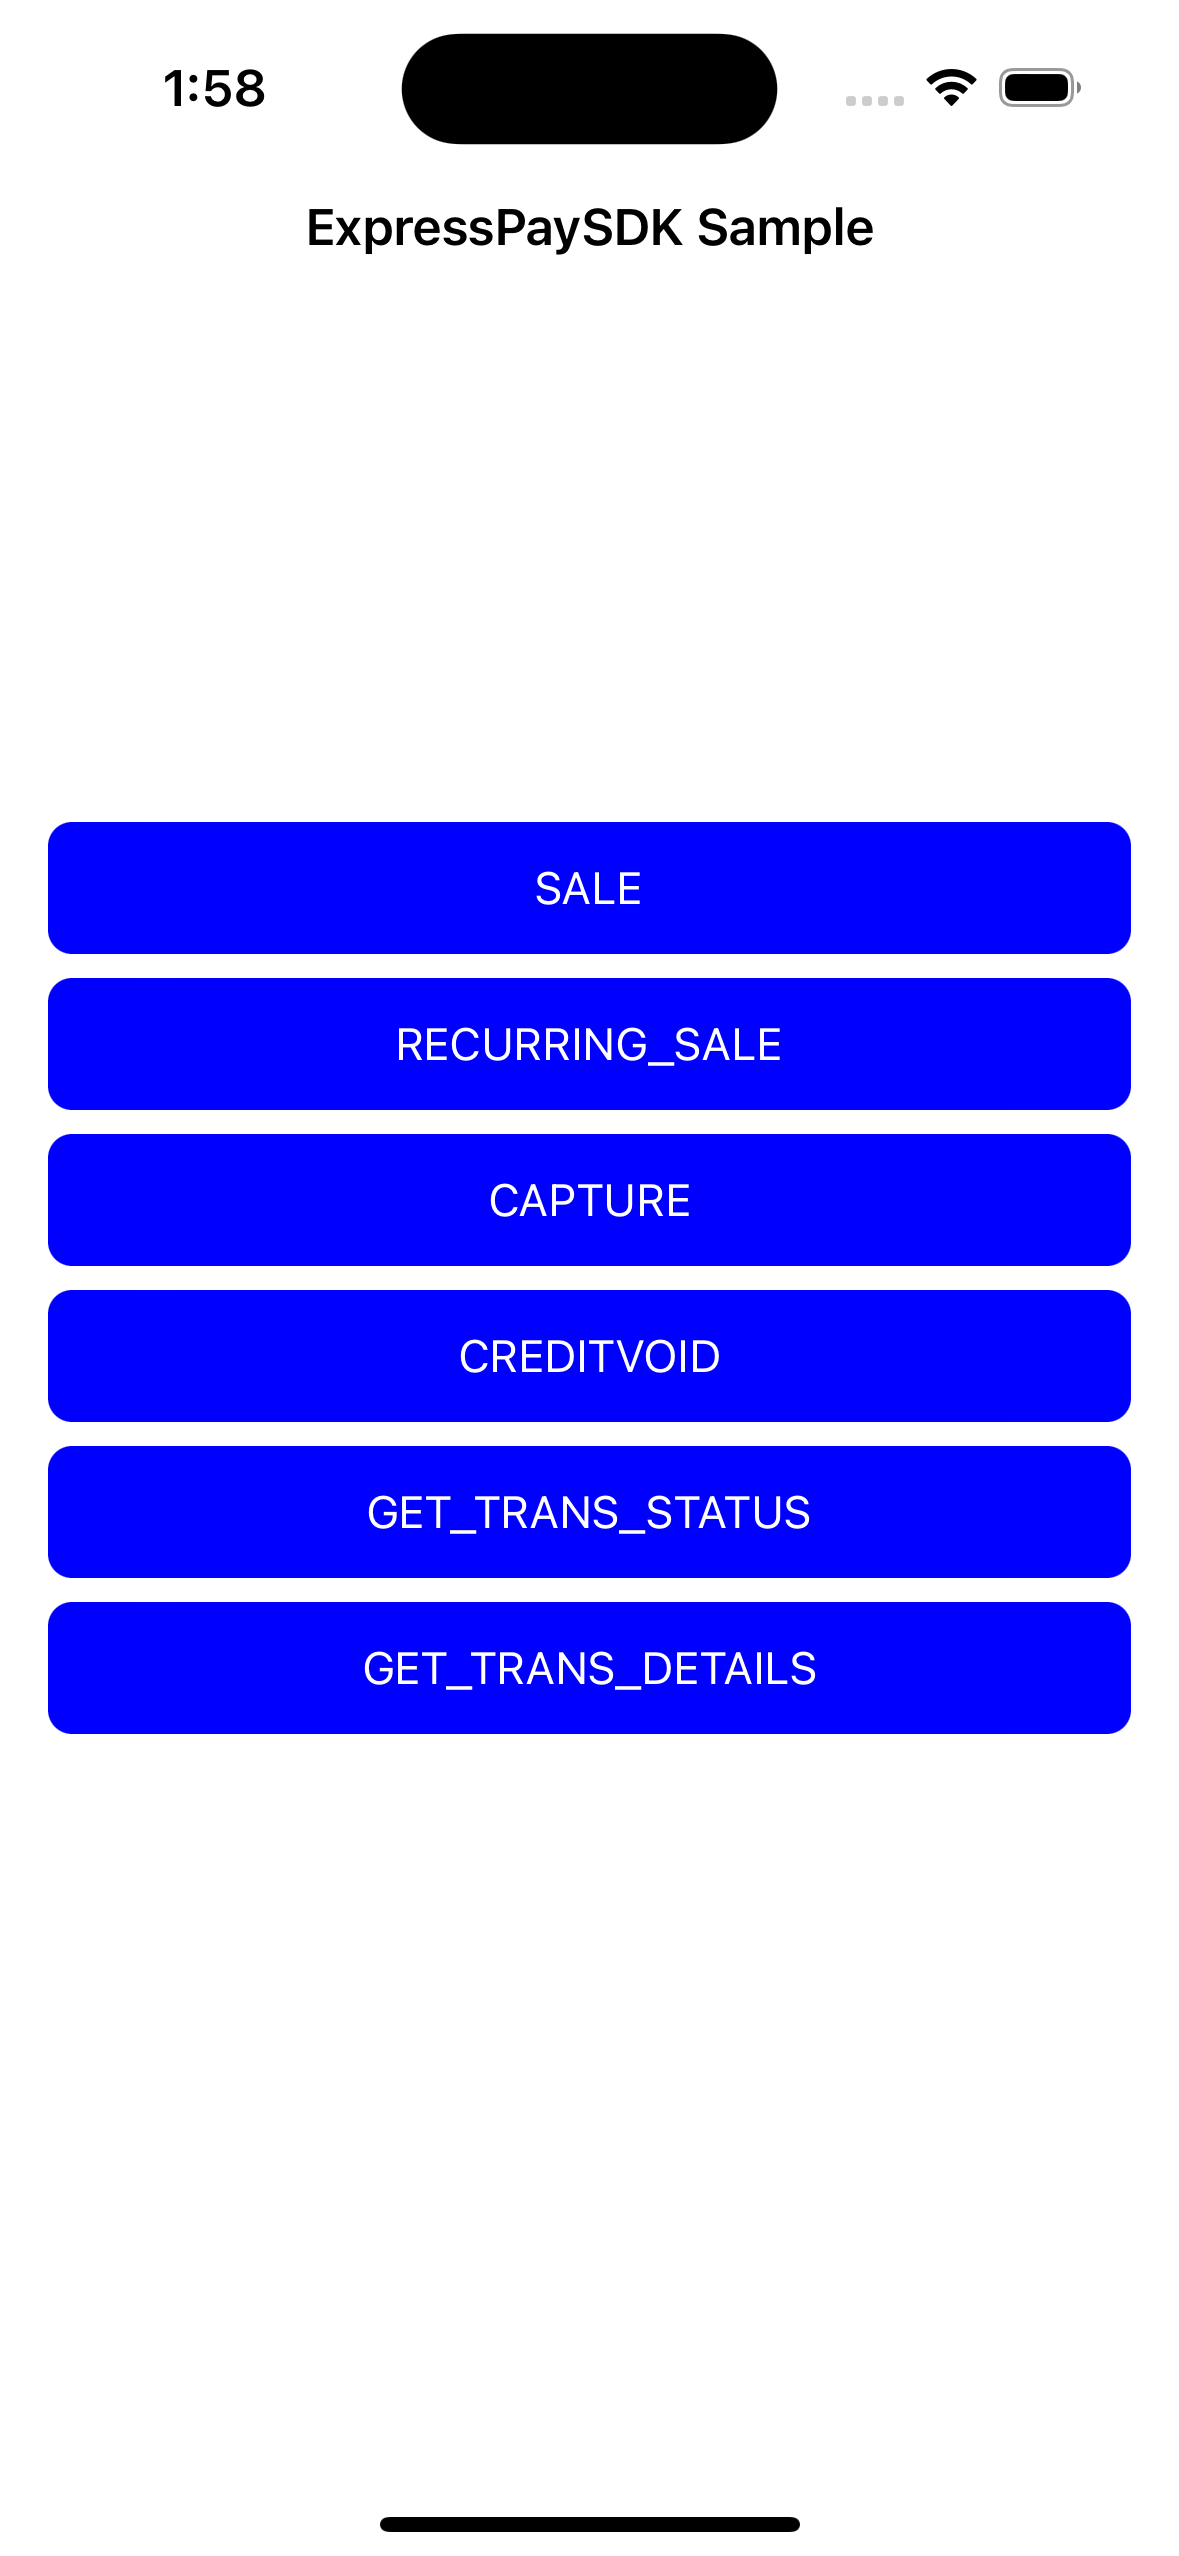 1:58
ExpressPaySDK Sample
SALE
RECURRING_SALE
CAPTURE
CREDITVOID
GET_TRANS_STATUS
GET_TRANS_DETAILS